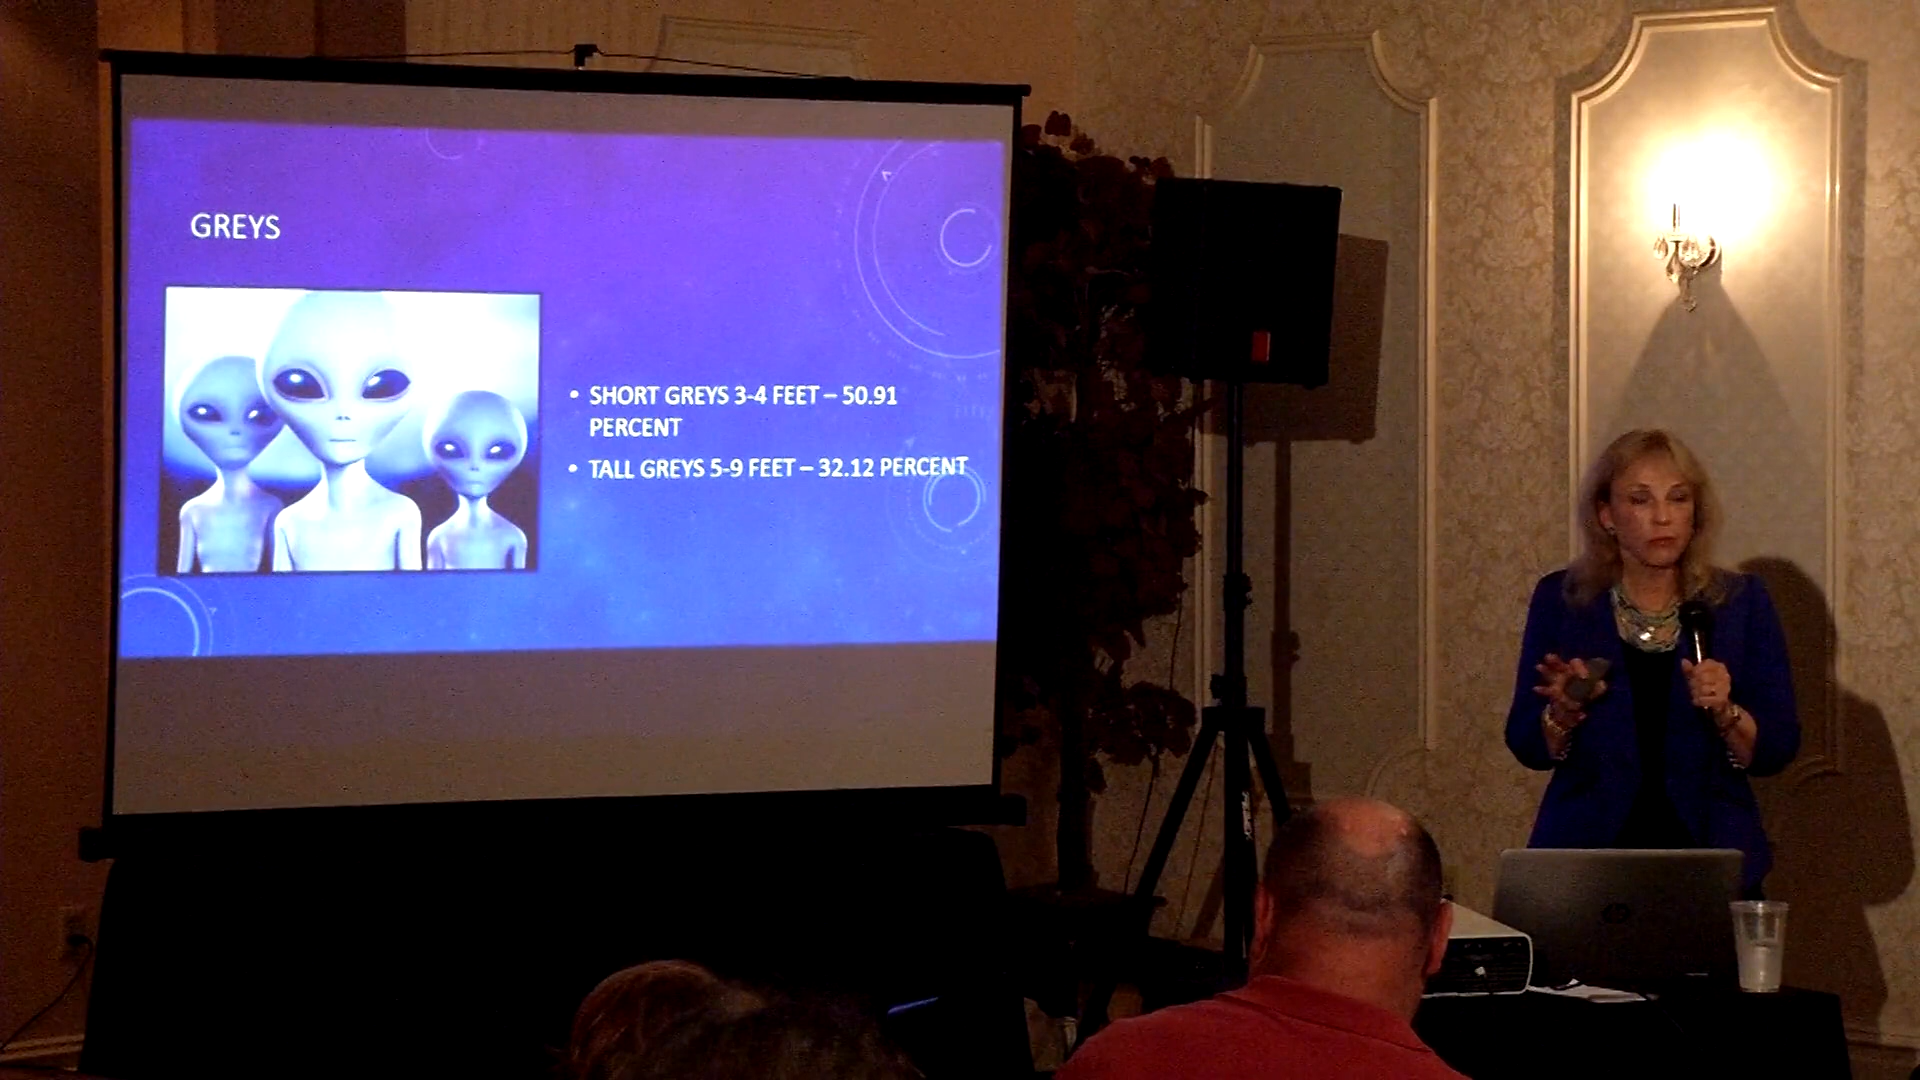 GREYS
• SHORT GREYS 3-4 FEET – 50.91
PERCENT
• TALL GREYS 5-9 FEET – 32.12 PERCENT